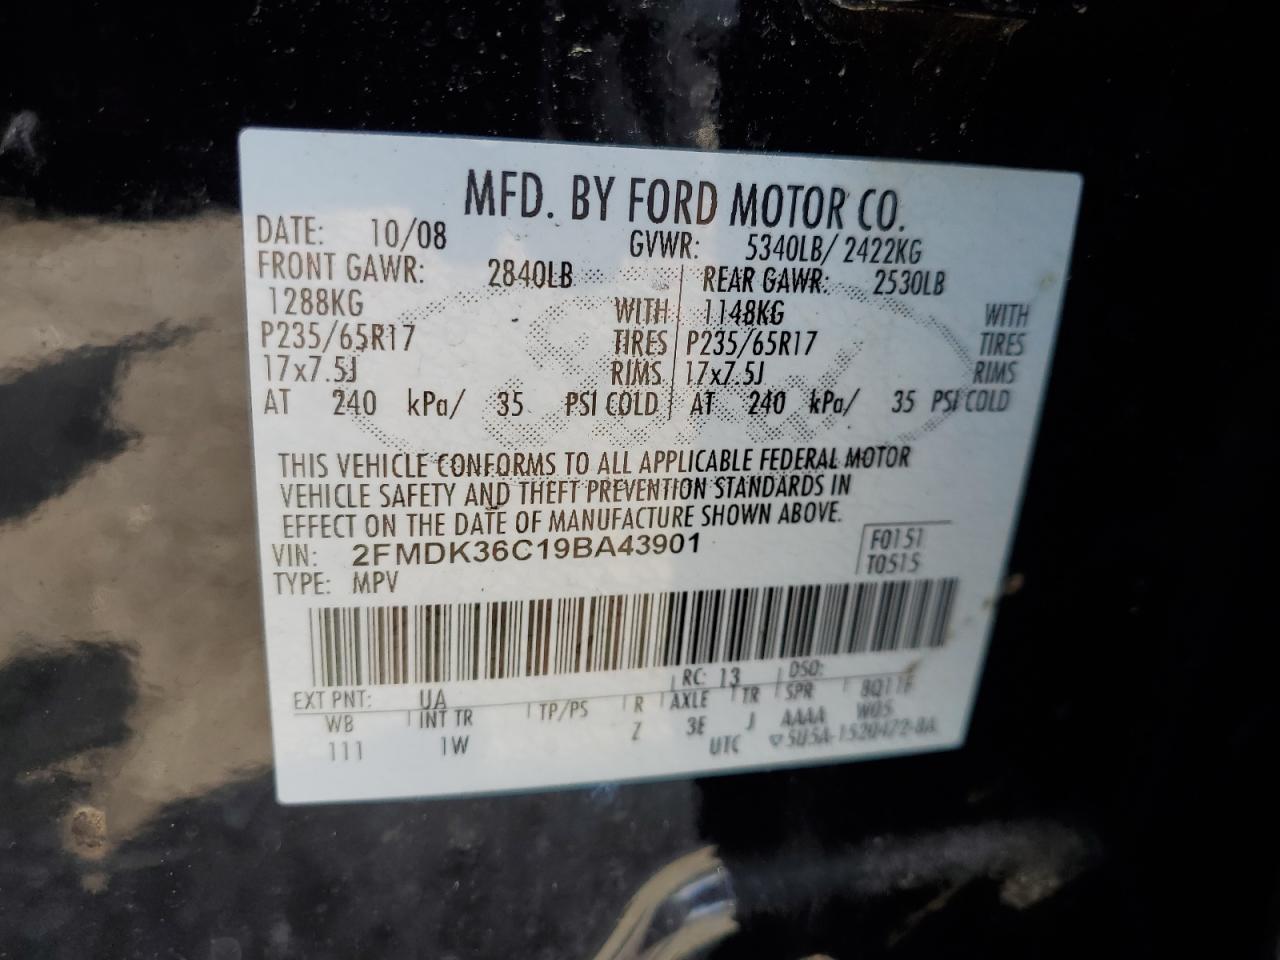 MFD. BY FORD MOTOR CO.
DATE: 10/08 GVWR: 5340LB/ 2422KG
FRONT GAWR: 2840LB REAR GAWR: 2530LB
1288KG WITH 1148KG WITH
P235/65R17 TIRES P235/65R17 TIRES
17x7.5J RIMS 17x7.5J RIMS
AT 240 kPa/ 35 PSI COLD AT 240 kPa/ 35 PSI COLD
THIS VEHICLE CONFORMS TO ALL APPLICABLE FEDERAL MOTOR
VEHICLE SAFETY AND THEFT PREVENTION STANDARDS IN
EFFECT ON THE DATE OF MANUFACTURE SHOWN ABOVE.
VIN: 2FMDK36C19BA43901 F0151
TYPE: MPV T0515
RC: 13 DSO:
EXT PNT: UA
WB INT TR TP/PS R AXLE TR SPR
111 1W Z 3E J AAAA W05
UTC